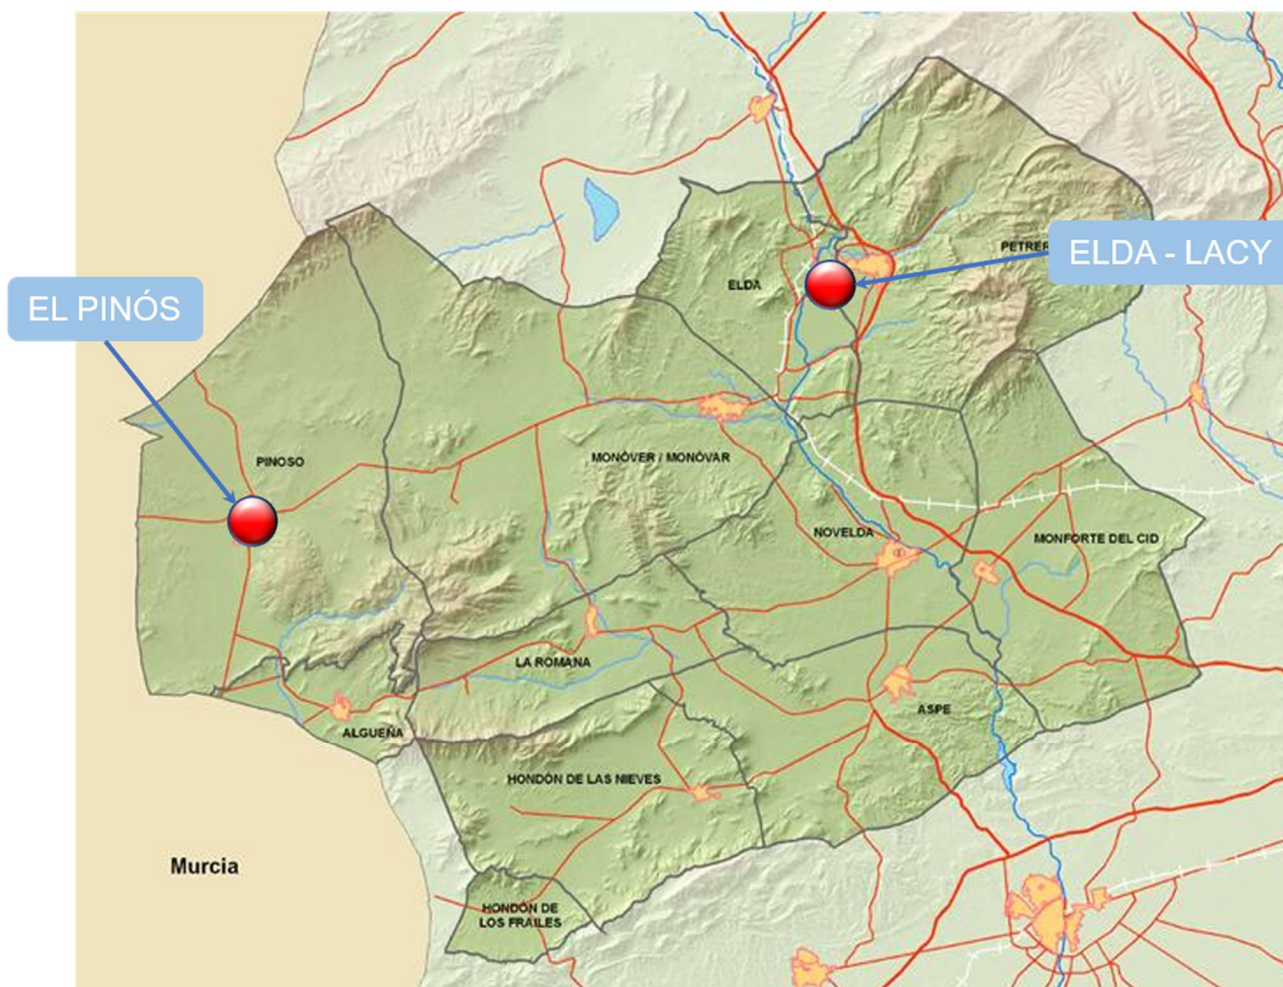 PETRER
ELDA - LACY
ELDA
EL PINÓS
PINOSO
MONÓVER / MONÓVAR
NOVELDA
MONFORTE DEL CID
LA ROMANA
ASPE
ALGUEÑA
HONDÓN DE LAS NIEVES
Murcia
HONDÓN DE
LOS FRAILES